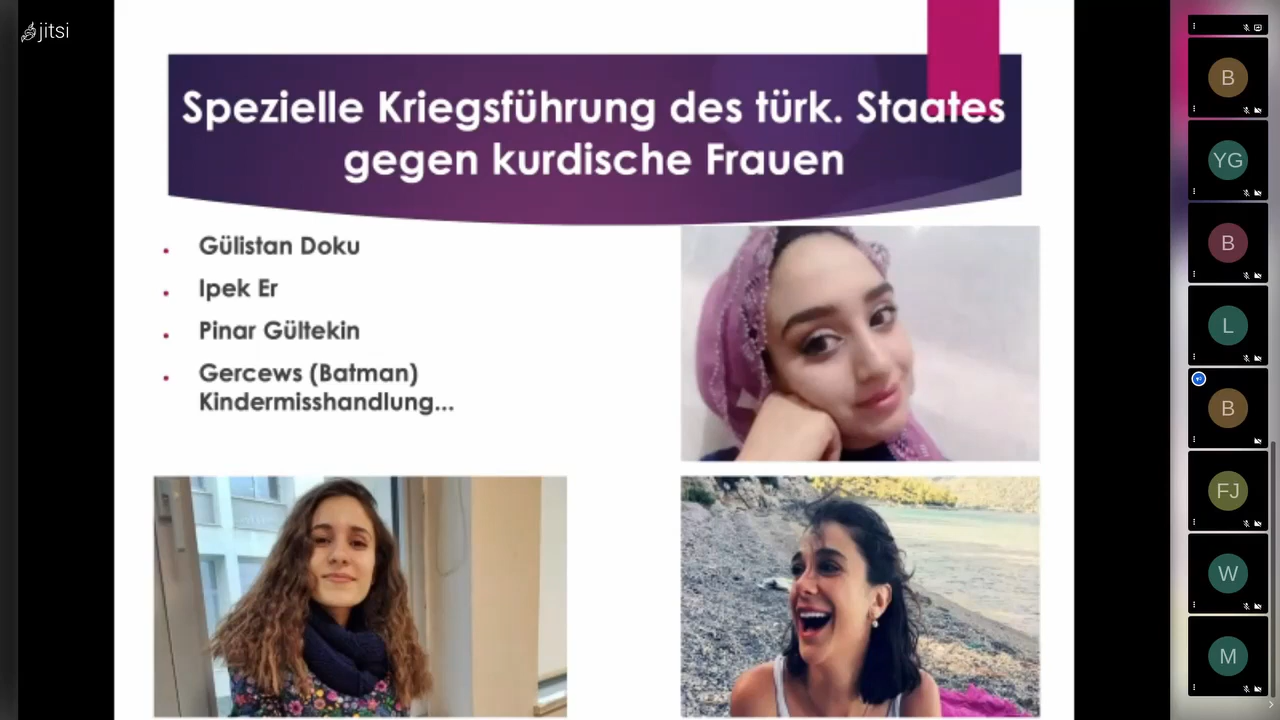 jitsi
Spezielle Kriegsführung des türk. Staates
gegen kurdische Frauen
Gülistan Doku
Ipek Er
Pinar Gültekin
Gercews (Batman)
Kindermisshandlung...
B
YG
B
L
B
FJ
W
M